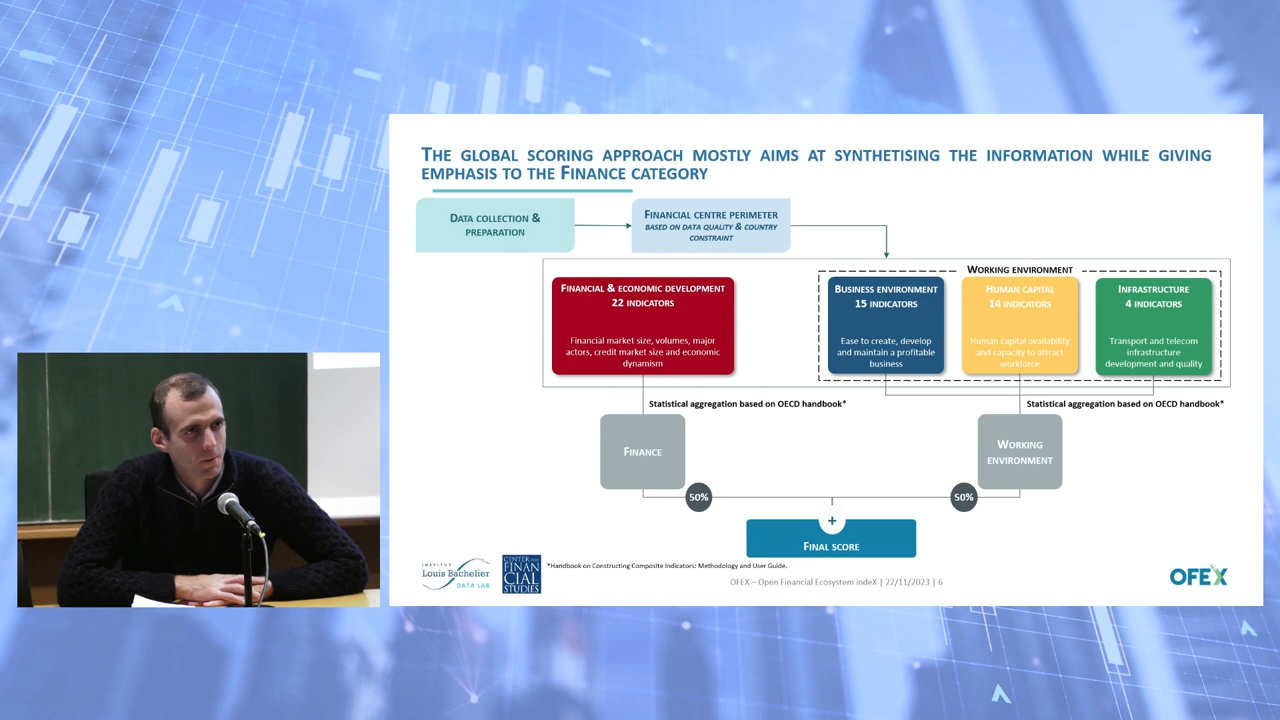 THE GLOBAL SCORING APPROACH MOSTLY AIMS AT SYNTHETISING THE INFORMATION WHILE GIVING
EMPHASIS TO THE FINANCE CATEGORY
DATA COLLECTION &
PREPARATION
FINANCIAL CENTRE PERIMETER
BASED ON DATA QUALITY & COUNTRY
CONSTRAINT
WORKING ENVIRONMENT
FINANCIAL & ECONOMIC DEVELOPMENT
22 INDICATORS
Financial market size, volumes, major
actors, credit market size and economic
dynamism
BUSINESS ENVIRONMENT
15 INDICATORS
Ease to create, develop
and maintain a profitable
business
HUMAN CAPITAL
14 INDICATORS
Human capital availability
and capacity to attract
workforce
INFRASTRUCTURE
4 INDICATORS
Transport and telecom
infrastructure
development and quality
Statistical aggregation based on OECD handbook*
Statistical aggregation based on OECD handbook*
FINANCE
WORKING
ENVIRONMENT
50%
50%
+
FINAL SCORE
INSTITUT
Louis Bachelier
DATA LAB
CENTER FOR
FINAN
CIAL
STUDIES
*Handbook on Constructing Composite Indicators: Methodology and User Guide.
OFEX – Open Financial Ecosystem indeX | 22/11/2023 | 6
OFEX